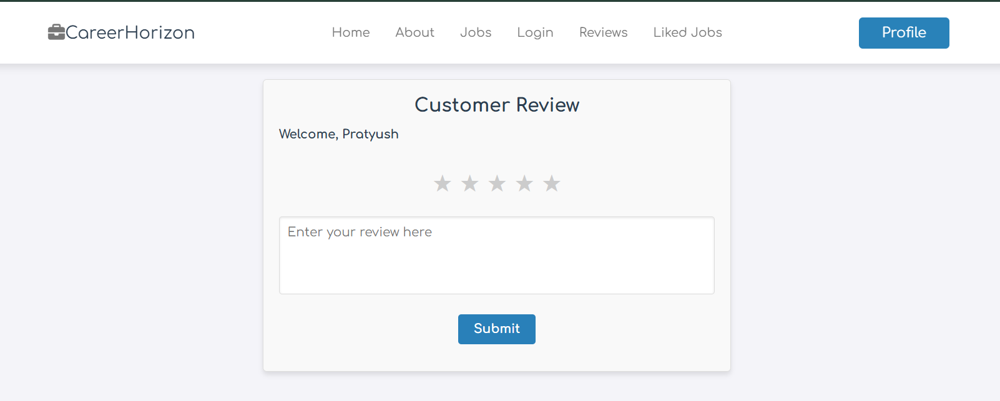 CareerHorizon Home About Jobs Login Reviews Liked Jobs Profile
Customer Review
Welcome, Pratyush
Enter your review here
Submit